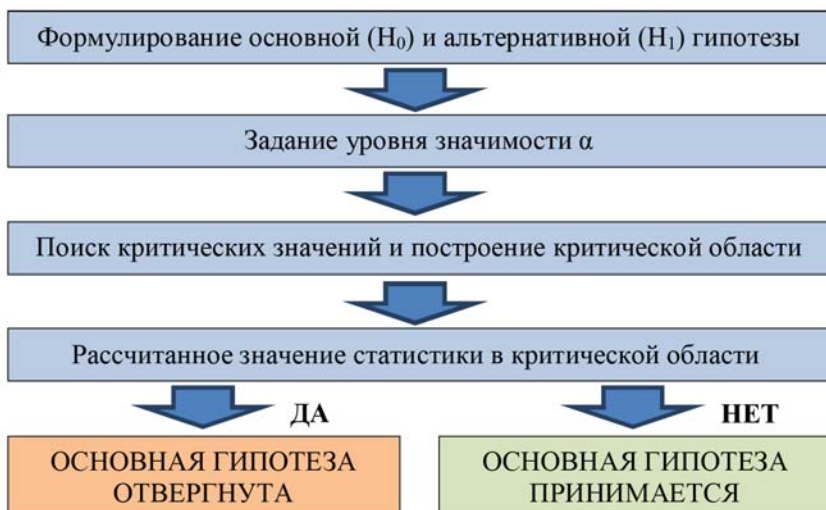 Формулирование основной (H₀) и альтернативной (H₁) гипотезы
Задание уровня значимости α
Поиск критических значений и построение критической области
Рассчитанное значение статистики в критической области
ДА
НЕТ
ОСНОВНАЯ ГИПОТЕЗА
ОТВЕРГНУТА
ОСНОВНАЯ ГИПОТЕЗА
ПРИНИМАЕТСЯ